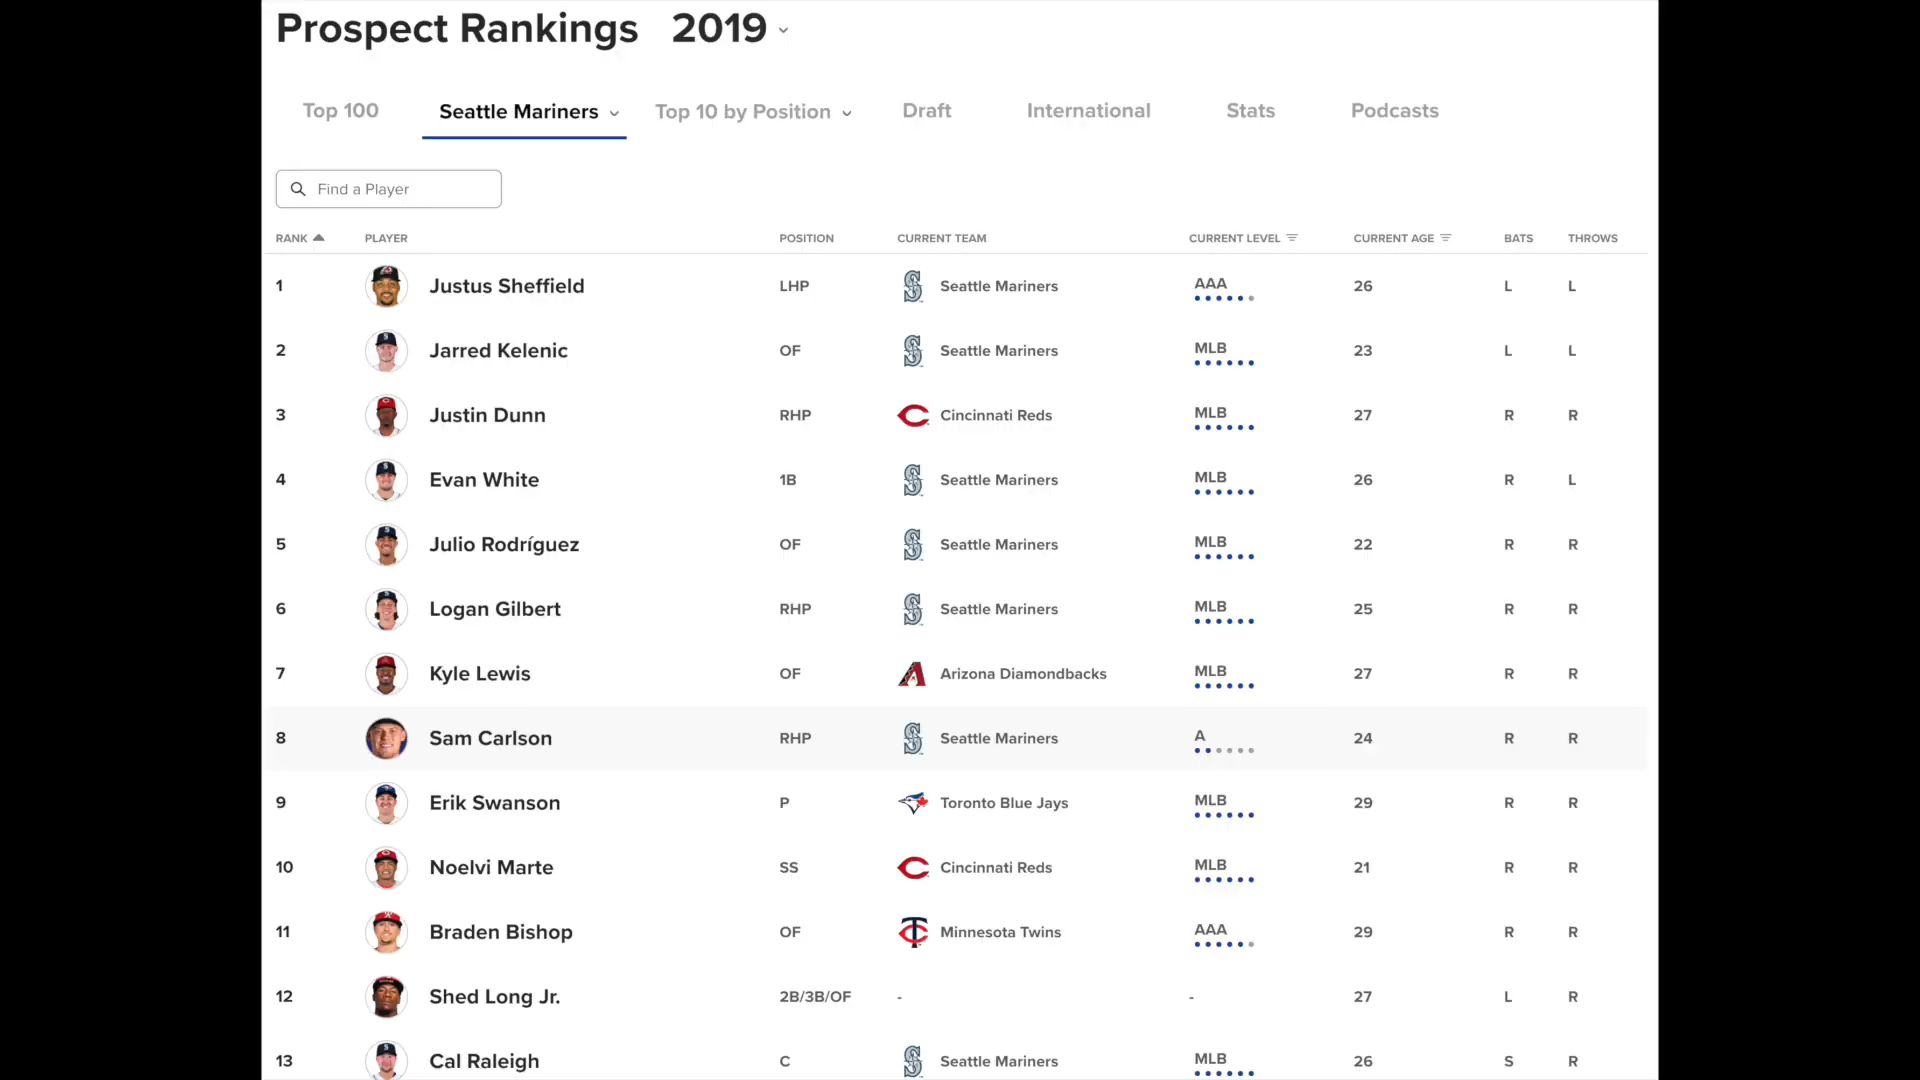 Prospect Rankings 2019
Top 100 Seattle Mariners Top 10 by Position Draft International Stats Podcasts
Find a Player
RANK PLAYER POSITION CURRENT TEAM CURRENT LEVEL CURRENT AGE BATS THROWS
1 Justus Sheffield LHP Seattle Mariners AAA 26 L L
2 Jarred Kelenic OF Seattle Mariners MLB 23 L L
3 Justin Dunn RHP Cincinnati Reds MLB 27 R R
4 Evan White 1B Seattle Mariners MLB 26 R L
5 Julio Rodríguez OF Seattle Mariners MLB 22 R R
6 Logan Gilbert RHP Seattle Mariners MLB 25 R R
7 Kyle Lewis OF Arizona Diamondbacks MLB 27 R R
8 Sam Carlson RHP Seattle Mariners A 24 R R
9 Erik Swanson P Toronto Blue Jays MLB 29 R R
10 Noelvi Marte SS Cincinnati Reds MLB 21 R R
11 Braden Bishop OF Minnesota Twins AAA 29 R R
12 Shed Long Jr. 2B/3B/OF - - 27 L R
13 Cal Raleigh C Seattle Mariners MLB 26 S R